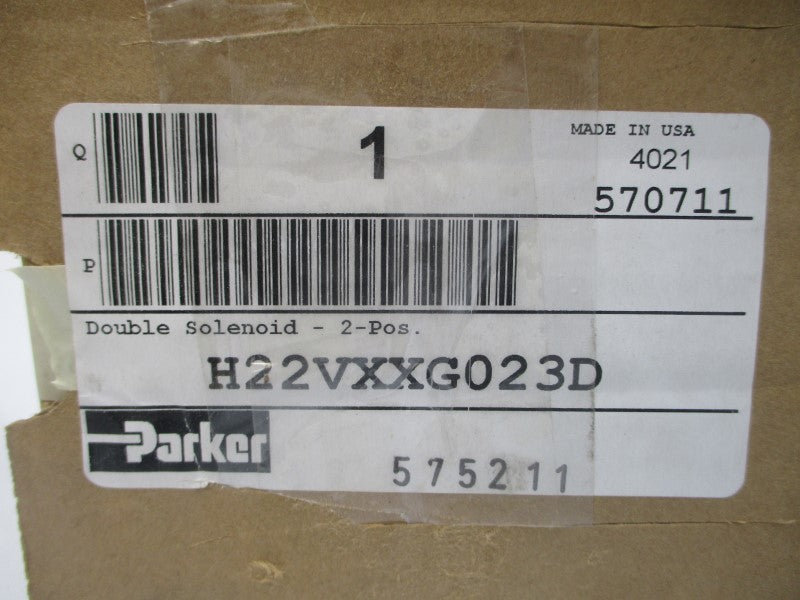 Q
1
MADE IN USA
4021
570711
P
Double Solenoid - 2-Pos.
H22VXXG023D
Parker
575211